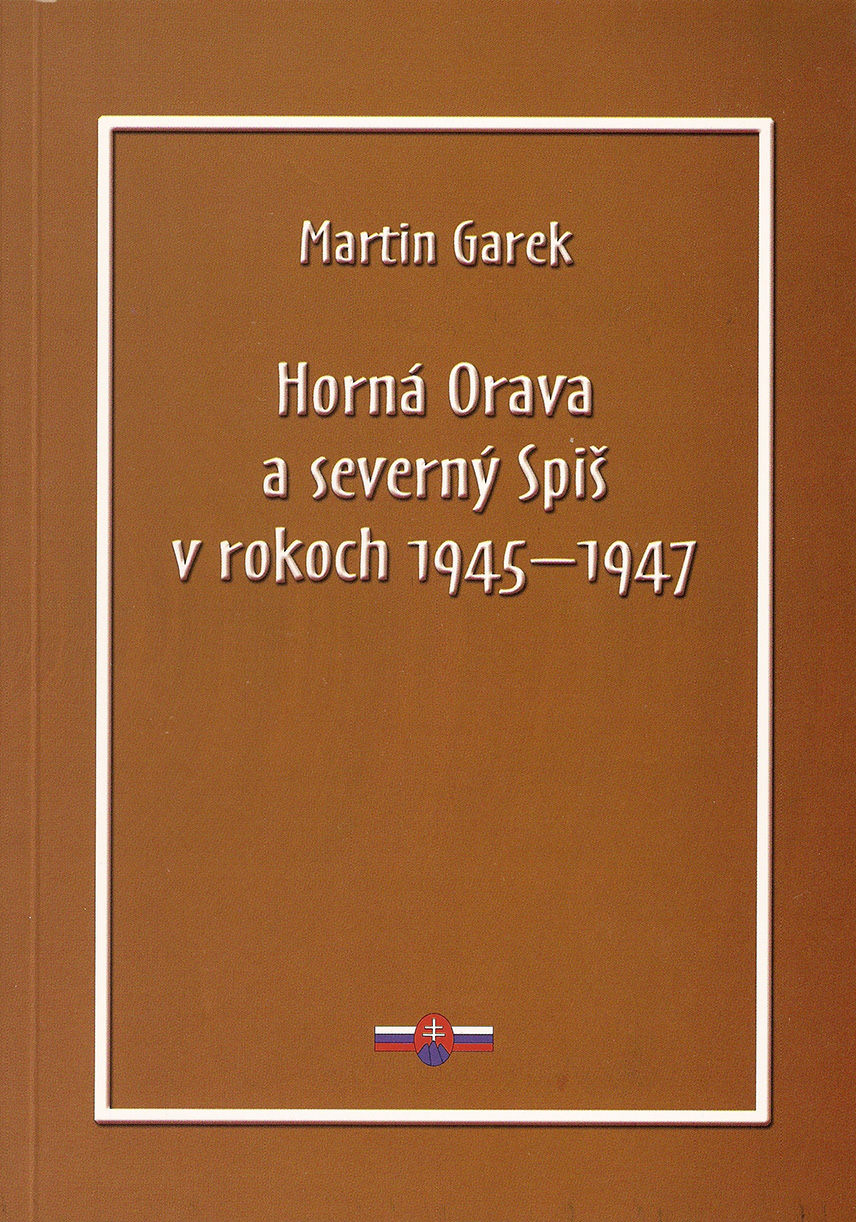 Martin Garek
Horná Orava
a severný Spiš
v rokoch 1945–1947